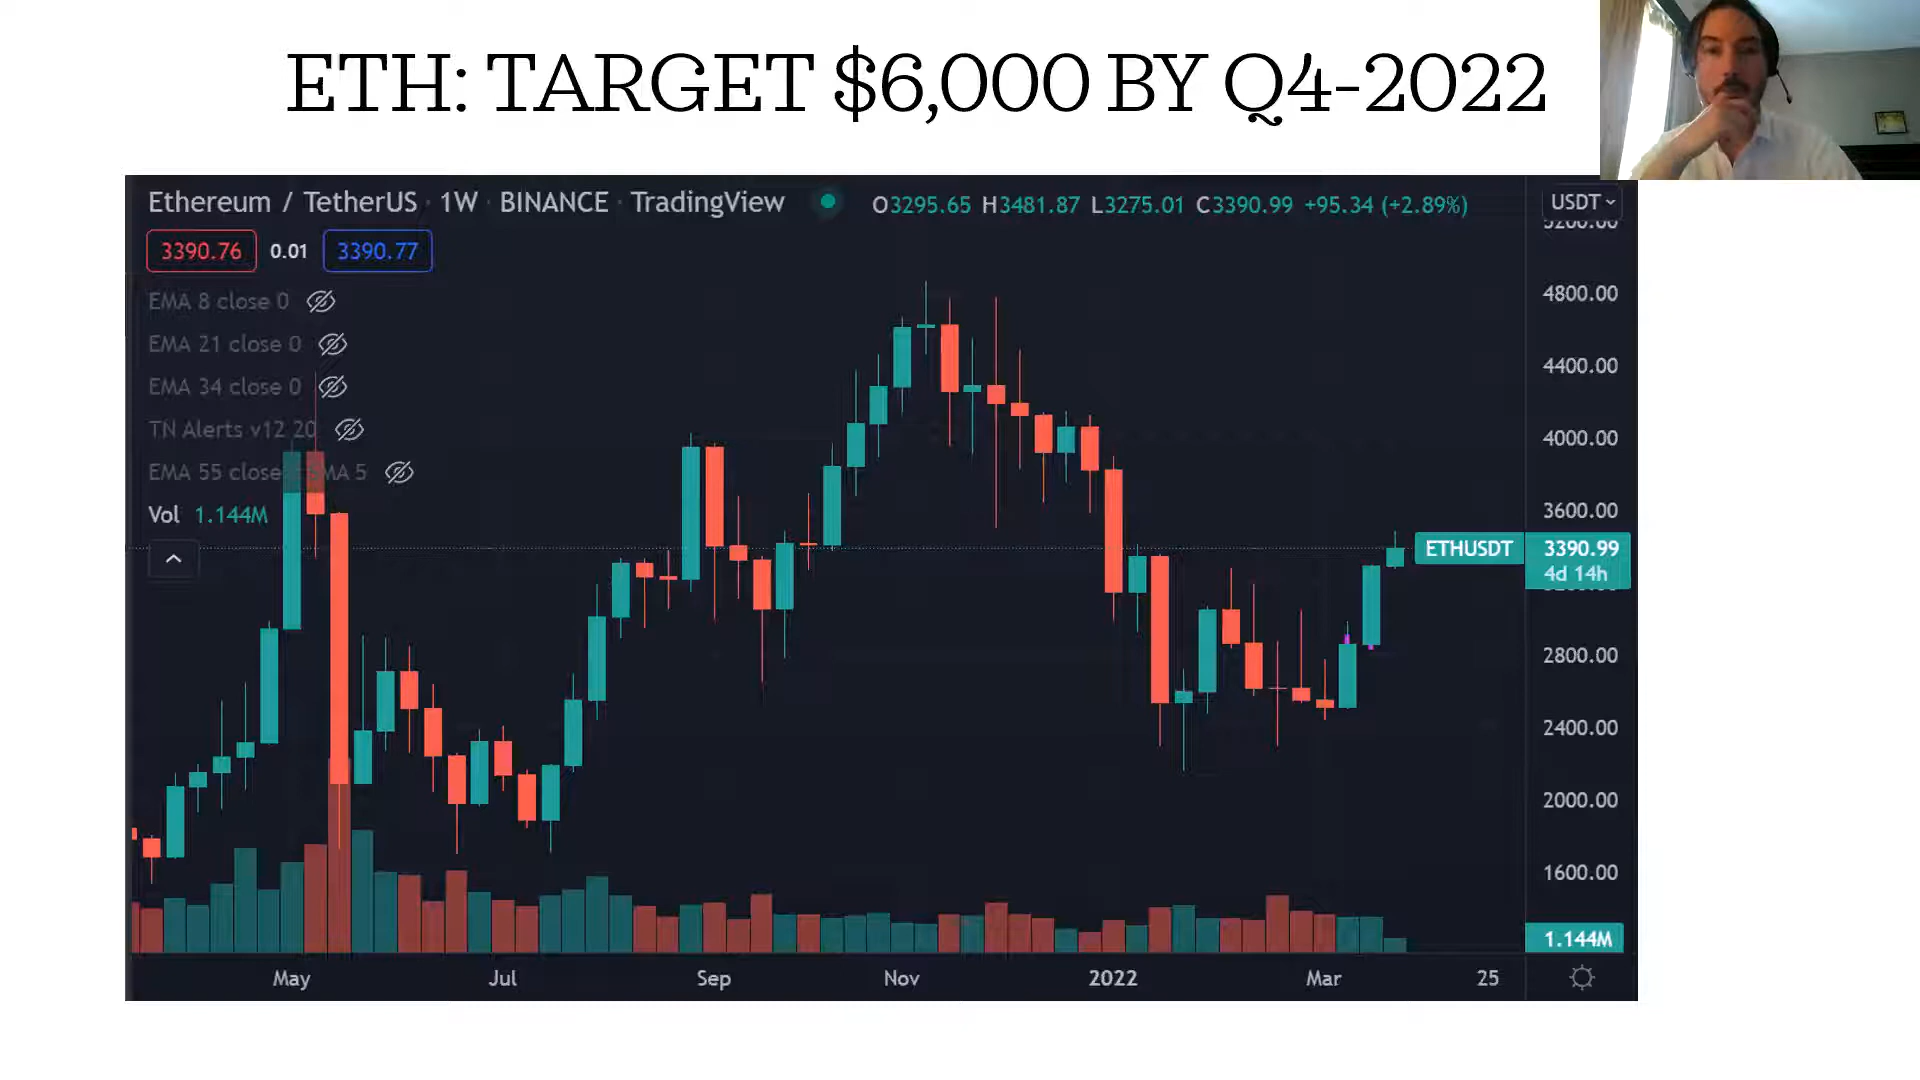 ETH: TARGET $6,000 BY Q4-2022
Ethereum / TetherUS · 1W · BINANCE · TradingView
O3295.65 H3481.87 L3275.01 C3390.99 +95.34 (+2.89%)
USDT
5200.00
3390.76 0.01 3390.77
EMA 8 close 0
4800.00
EMA 21 close 0
4400.00
EMA 34 close 0
TN Alerts v12 20
4000.00
EMA 55 close
EMA 5
Vol 1.144M
3600.00
ETHUSDT 3390.99
4d 14h
2800.00
2400.00
2000.00
1600.00
1.144M
May Jul Sep Nov 2022 Mar 25